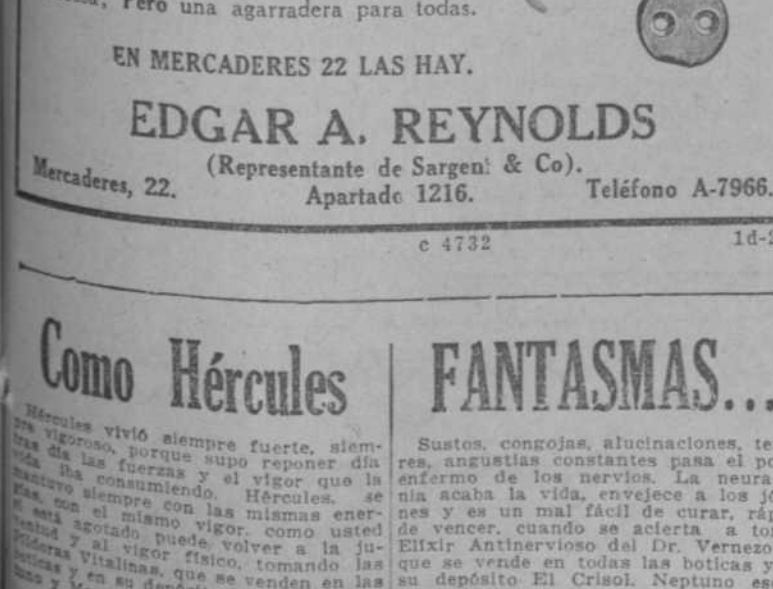 Pero una agarradera para todas.
EN MERCADERES 22 LAS HAY.
EDGAR A. REYNOLDS
(Representante de Sargent & Co).
Mercaderes, 22. Apartado 1216. Teléfono A-7966.
c 4732 1d-
Como Hércules
Hércules vivió siempre fuerte, siem-
pre vigoroso, porque supo reponer día
tras día las fuerzas y el vigor que la
vida iba consumiendo. Hércules, se
mantuvo siempre con las mismas ener-
gías, con el mismo vigor, como usted
si está agotado puede volver a la ju-
ventud y al vigor físico, tomando las
Píldoras Vitalinas, que se venden en las
boticas y en su
FANTASMAS...
Sustos, congojas, alucinaciones,
res, angustias constantes pasa el
enfermo de los nervios. La
nia acaba la vida, envejece a los
nes y es un mal fácil de curar,
de vencer, cuando se acierta a
Elíxir Antinervioso del Dr.
que se vende en todas las boticas y
su depósito El Crisol, Neptuno